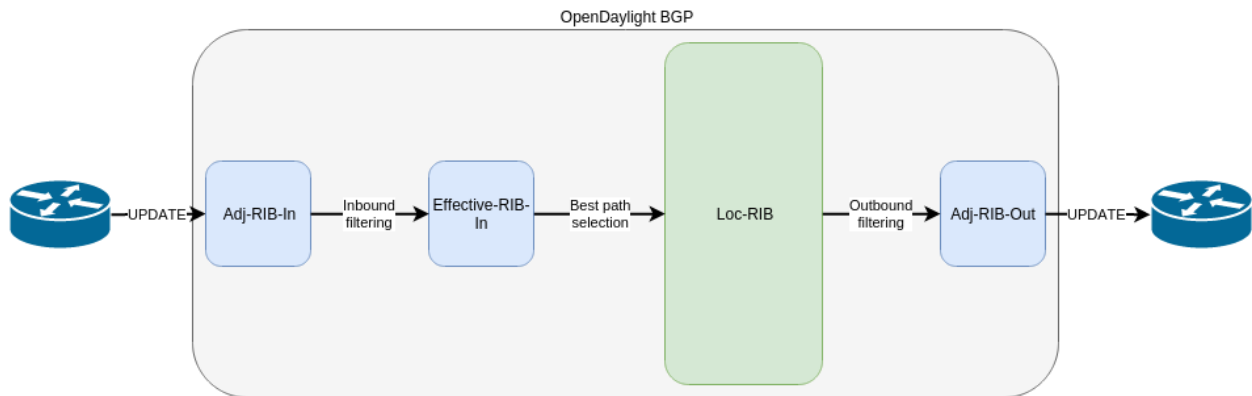 OpenDaylight BGP
UPDATE
Adj-RIB-In
Inbound
filtering
Effective-RIB-
In
Best path
selection
Loc-RIB
Outbound
filtering
Adj-RIB-Out
UPDATE